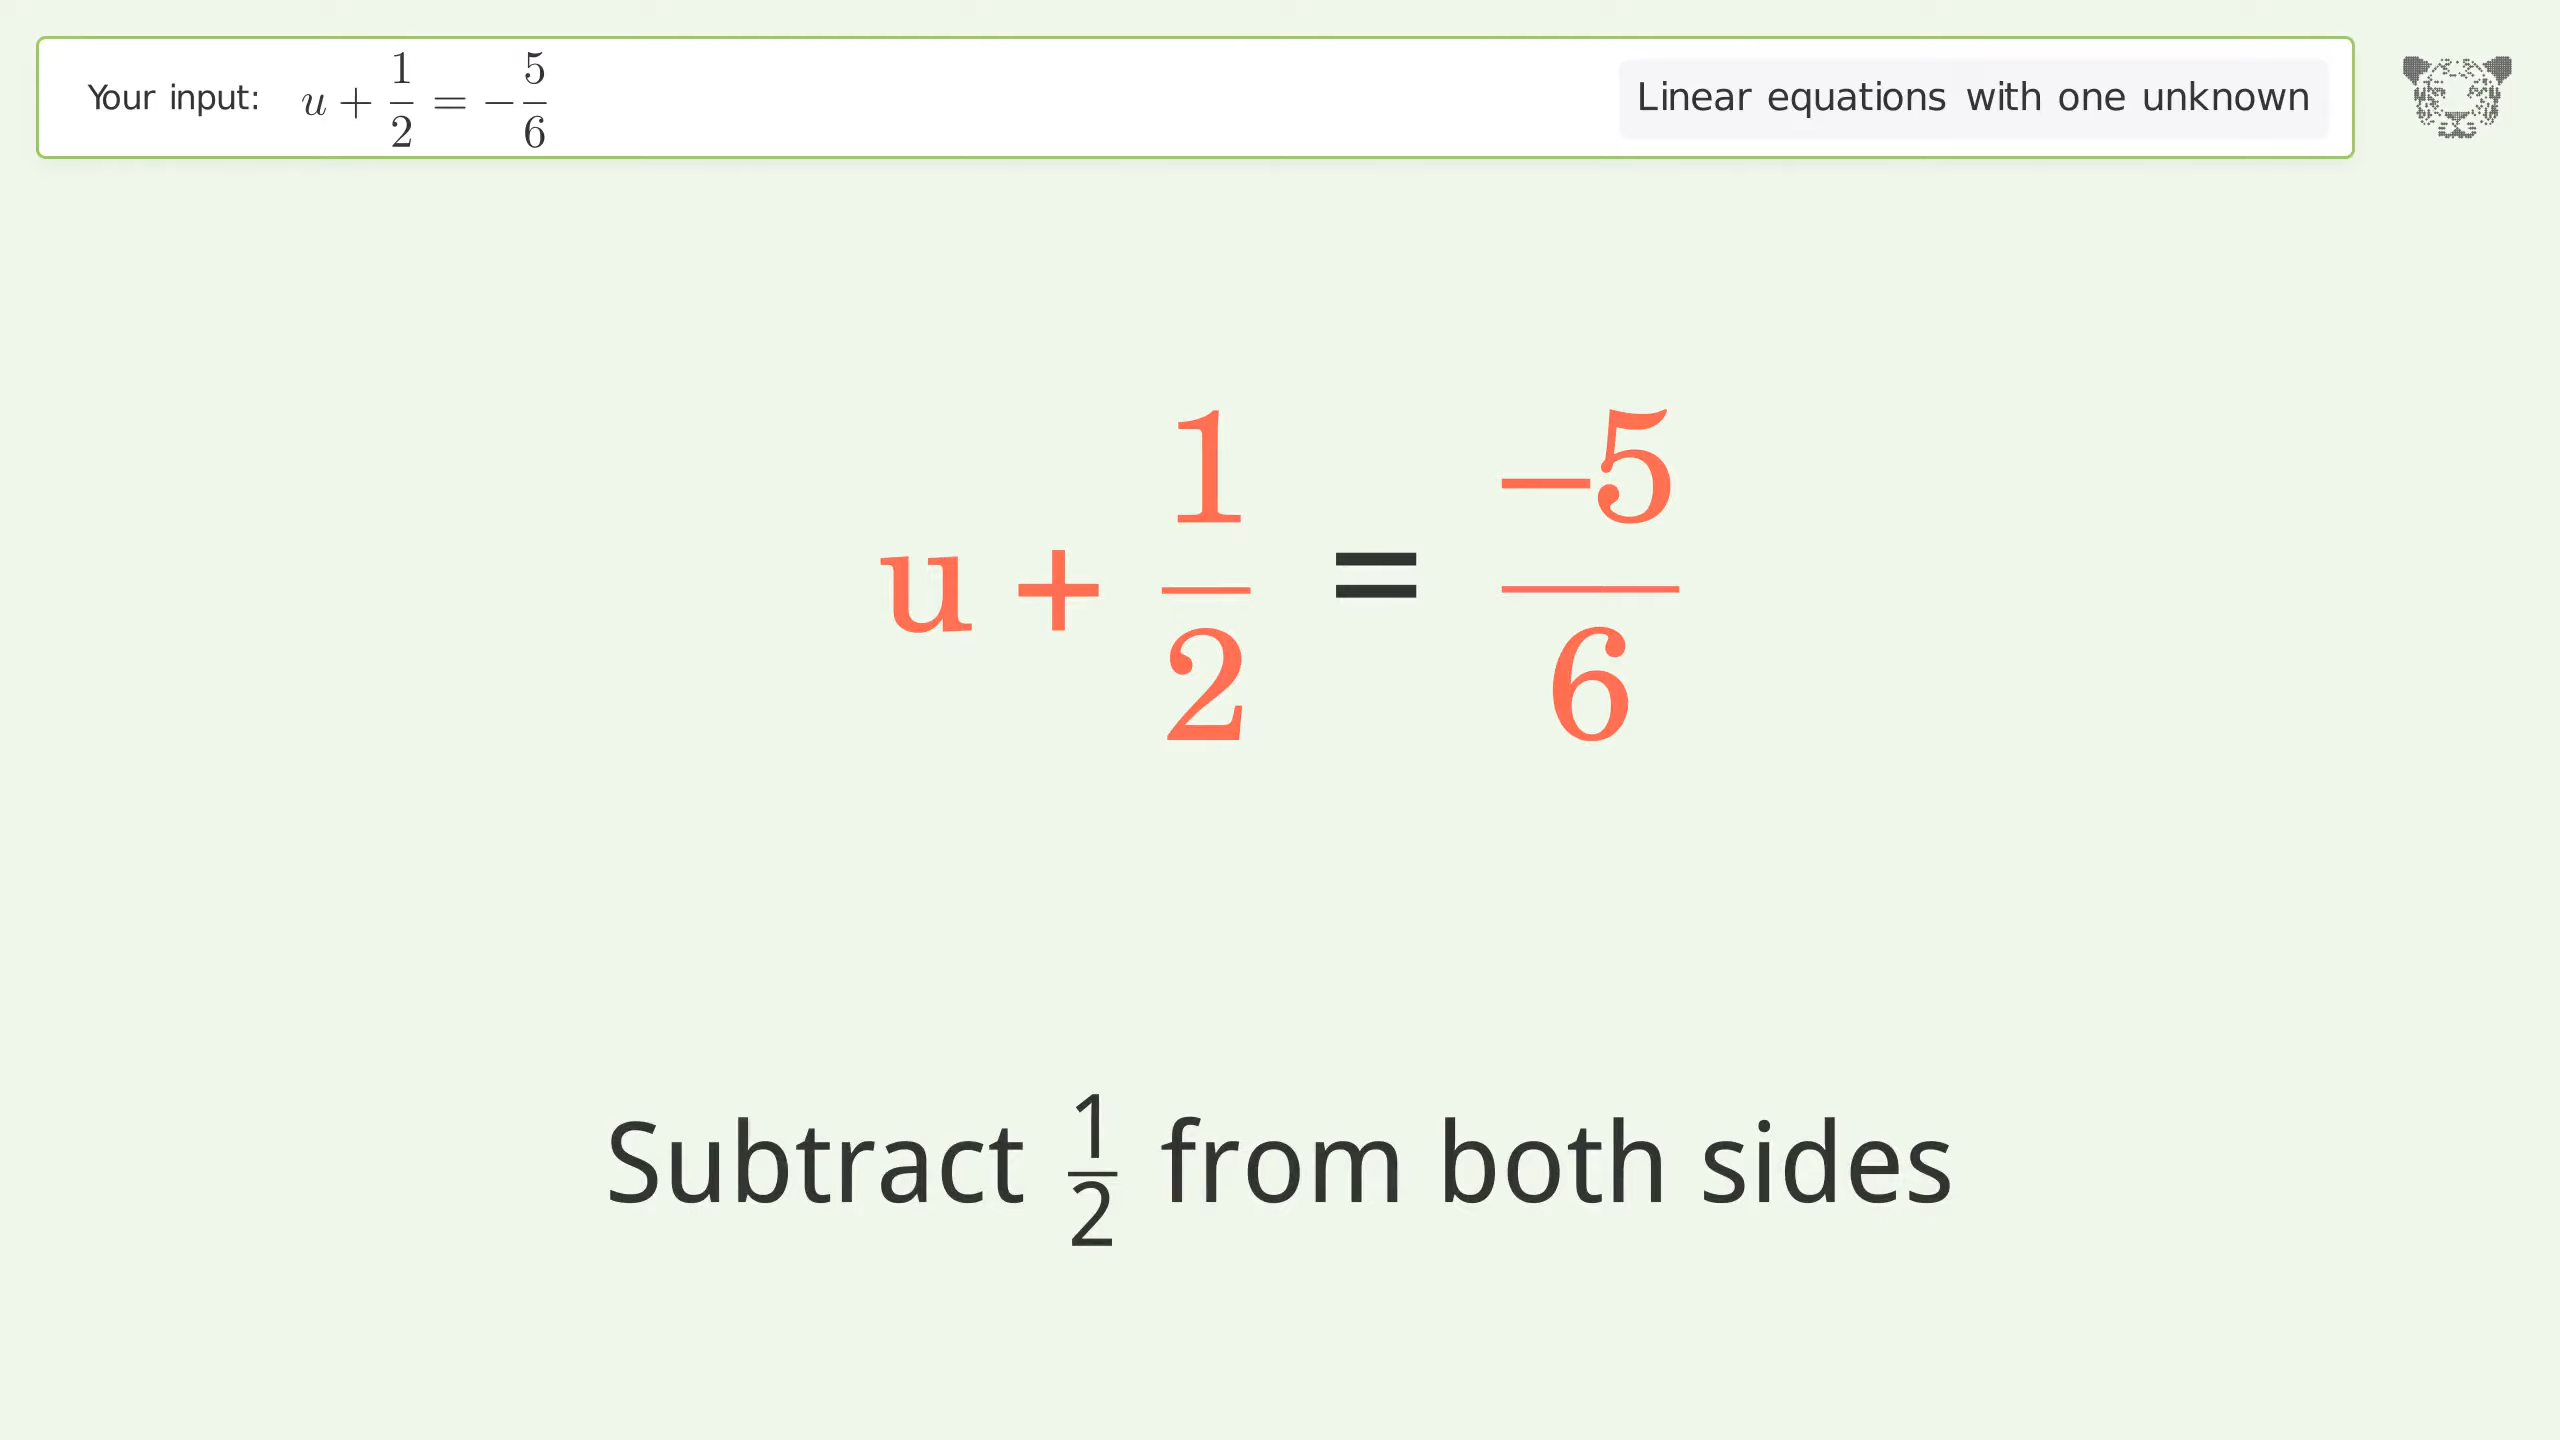 Your input: u + 1/2 = -5/6
Linear equations with one unknown
u + 1/2 = -5/6
Subtract 1/2 from both sides